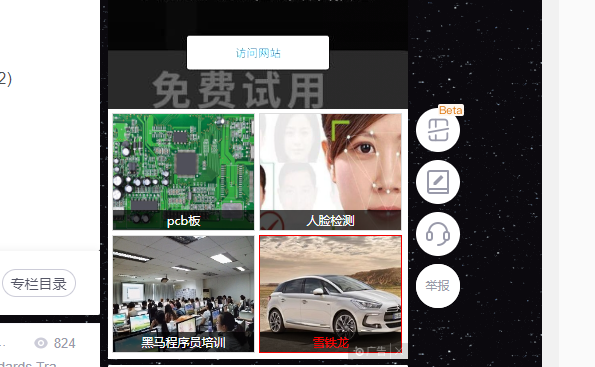 访问网站
2)
免费试用
Beta
pcb板
人脸检测
专栏目录
举报
黑马程序员培训
雪铁龙
824
广告
dards Tra